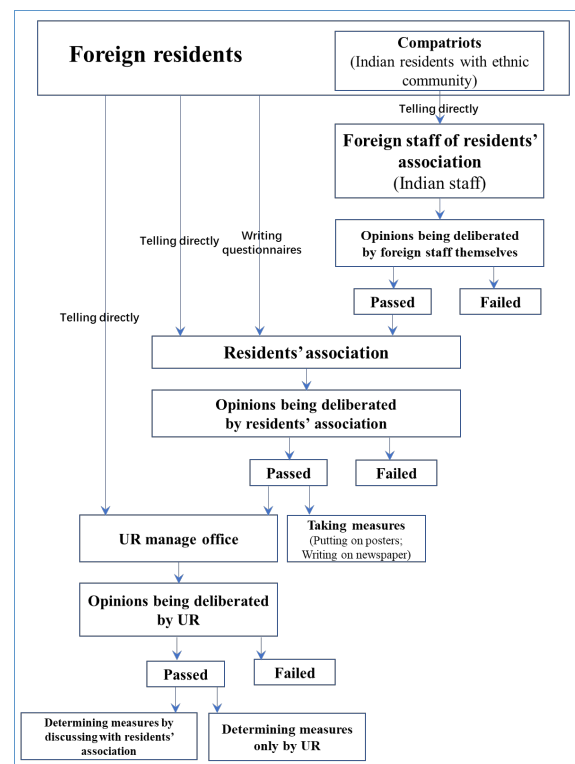 Foreign residents
Compatriots
(Indian residents with ethnic
community)
Telling directly
Foreign staff of residents’
association
(Indian staff)
Telling directly
Writing
questionnaires
Opinions being deliberated
by foreign staff themselves
Passed
Failed
Telling directly
Residents’ association
Opinions being deliberated
by residents’ association
Passed
Failed
UR manage office
Taking measures
(Putting on posters;
Writing on newspaper)
Opinions being deliberated
by UR
Passed
Failed
Determining measures by
discussing with residents’
association
Determining measures
only by UR